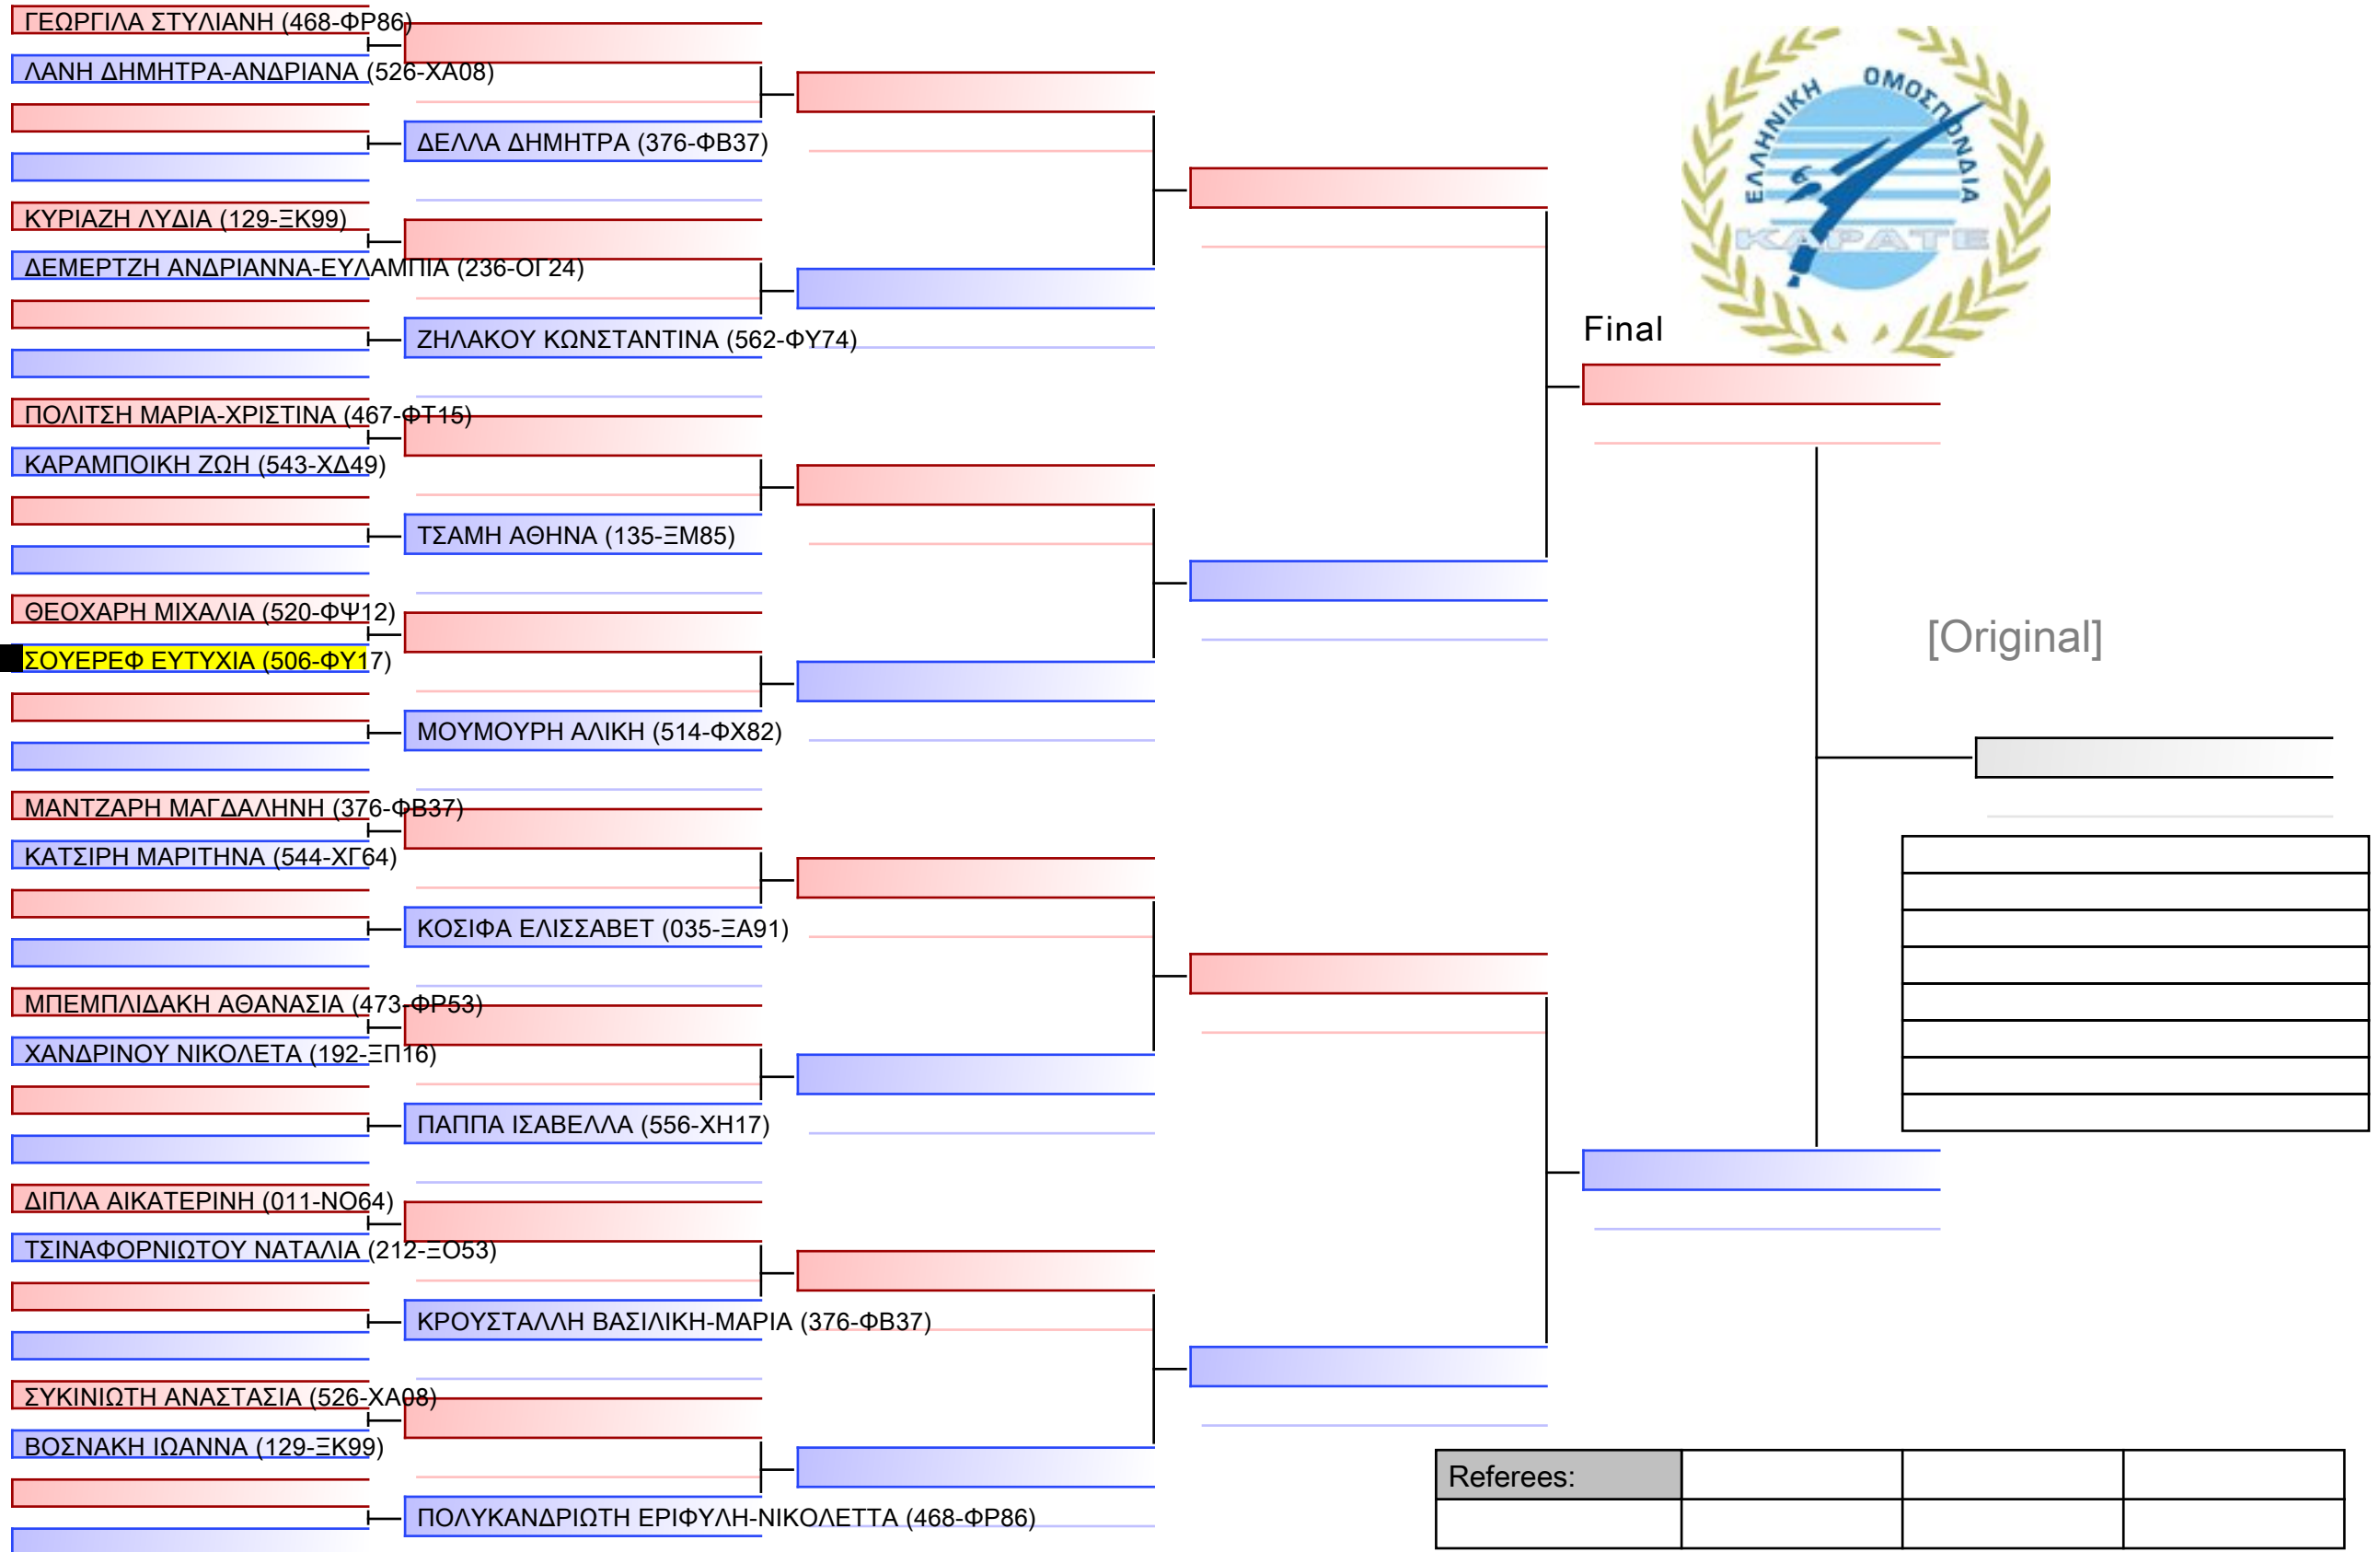 ΓΕΩΡΓΙΛΑ ΣΤΥΛΙΑΝΗ (468-ΦΡ86)
ΛΑΝΗ ΔΗΜΗΤΡΑ-ΑΝΔΡΙΑΝΑ (526-ΧΑ08)
ΔΕΛΛΑ ΔΗΜΗΤΡΑ (376-ΦΒ37)
ΚΥΡΙΑΖΗ ΛΥΔΙΑ (129-ΞΚ99)
ΔΕΜΕΡΤΖΗ ΑΝΔΡΙΑΝΝΑ-ΕΥΛΑΜΠΙΑ (236-ΟΓ24)
ΖΗΛΑΚΟΥ ΚΩΝΣΤΑΝΤΙΝΑ (562-ΦΥ74)
ΠΟΛΙΤΣΗ ΜΑΡΙΑ-ΧΡΙΣΤΙΝΑ (467-ΦΤ15)
ΚΑΡΑΜΠΟΙΚΗ ΖΩΗ (543-ΧΔ49)
ΤΣΑΜΗ ΑΘΗΝΑ (135-ΞΜ85)
ΘΕΟΧΑΡΗ ΜΙΧΑΛΙΑ (520-ΦΨ12)
ΣΟΥΕΡΕΦ ΕΥΤΥΧΙΑ (506-ΦΥ17)
ΜΟΥΜΟΥΡΗ ΑΛΙΚΗ (514-ΦΧ82)
ΜΑΝΤΖΑΡΗ ΜΑΓΔΑΛΗΝΗ (376-ΦΒ37)
ΚΑΤΣΙΡΗ ΜΑΡΙΤΗΝΑ (544-ΧΓ64)
ΚΟΣΙΦΑ ΕΛΙΣΣΑΒΕΤ (035-ΞΑ91)
ΜΠΕΜΠΛΙΔΑΚΗ ΑΘΑΝΑΣΙΑ (473-ΦΡ53)
ΧΑΝΔΡΙΝΟΥ ΝΙΚΟΛΕΤΑ (192-ΞΠ16)
ΠΑΠΠΑ ΙΣΑΒΕΛΛΑ (556-ΧΗ17)
ΔΙΠΛΑ ΑΙΚΑΤΕΡΙΝΗ (011-ΝΟ64)
ΤΣΙΝΑΦΟΡΝΙΩΤΟΥ ΝΑΤΑΛΙΑ (212-ΞΟ53)
ΚΡΟΥΣΤΑΛΛΗ ΒΑΣΙΛΙΚΗ-ΜΑΡΙΑ (376-ΦΒ37)
ΣΥΚΙΝΙΩΤΗ ΑΝΑΣΤΑΣΙΑ (526-ΧΑ08)
ΒΟΣΝΑΚΗ ΙΩΑΝΝΑ (129-ΞΚ99)
ΠΟΛΥΚΑΝΔΡΙΩΤΗ ΕΡΙΦΥΛΗ-ΝΙΚΟΛΕΤΤΑ (468-ΦΡ86)
ΕΛΛΗΝΙΚΗ ΟΜΟΣΠΟΝΔΙΑ
ΚΑΡΑΤΕ
Final
[Original]
Referees: